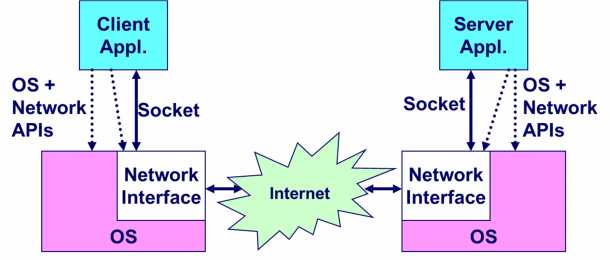 Client
Appl.
OS +
Network
APIs
Socket
Network
Interface
OS
Internet
Server
Appl.
Socket
OS +
Network
APIs
Network
Interface
OS